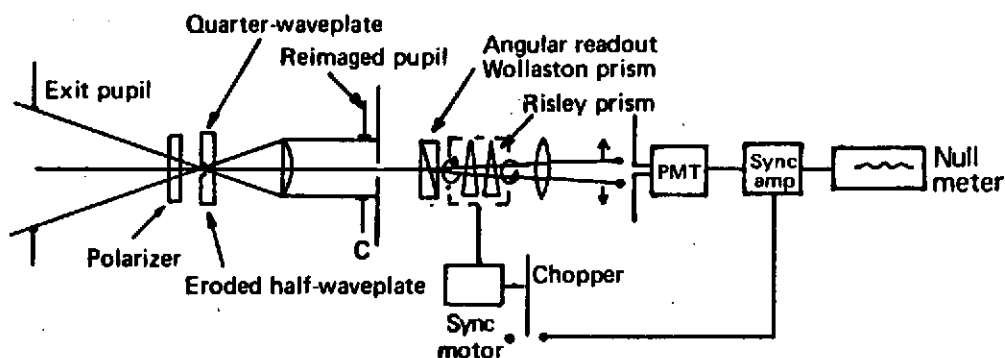 Quarter-waveplate
Reimaged pupil
Exit pupil
Angular readout
Wollaston prism
Risley prism
PMT
Sync
amp
Null
meter
Polarizer
Eroded half-waveplate
C
Chopper
Sync
motor